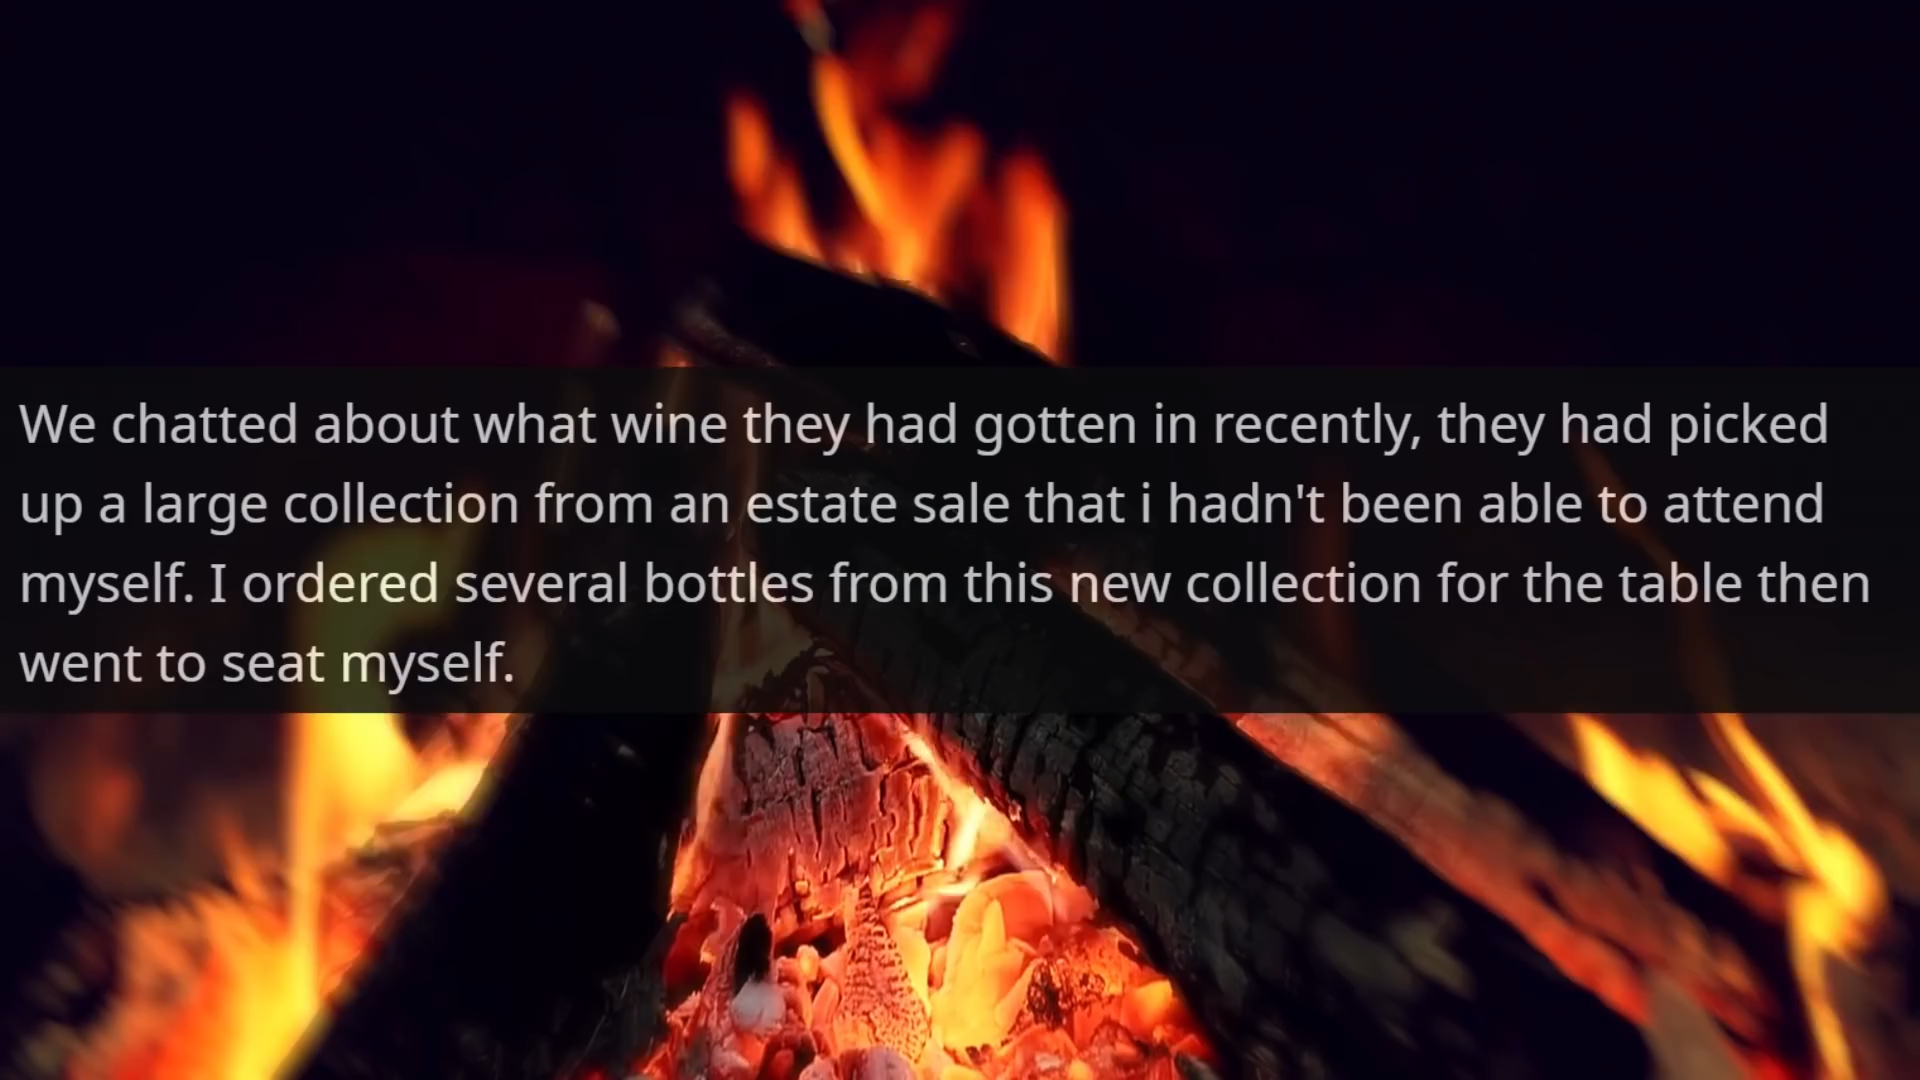 We chatted about what wine they had gotten in recently, they had picked
up a large collection from an estate sale that i hadn't been able to attend
myself. I ordered several bottles from this new collection for the table then
went to seat myself.